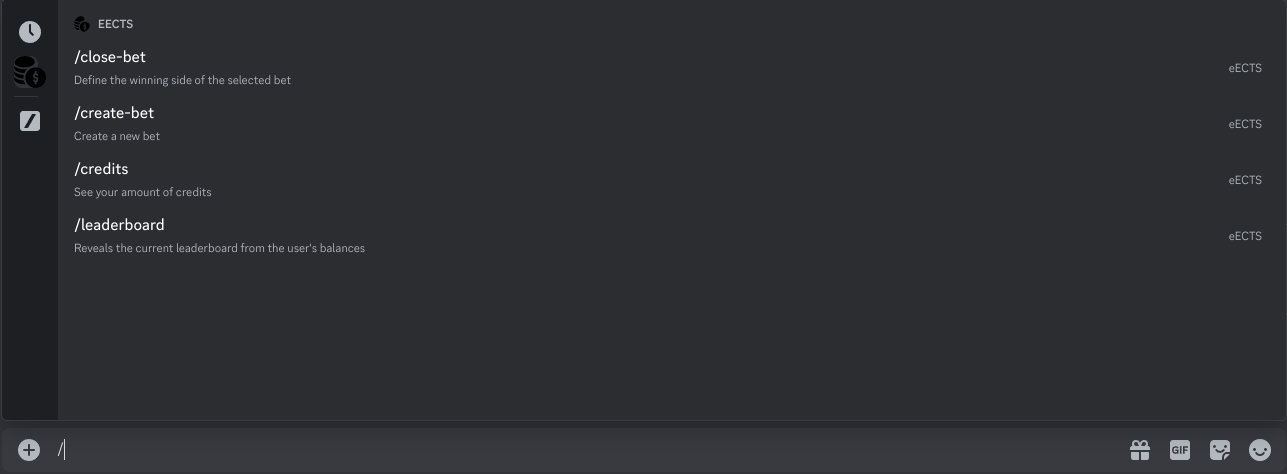 EECTS
/close-bet
Define the winning side of the selected bet
eECTS
/create-bet
Create a new bet
eECTS
/credits
See your amount of credits
eECTS
/leaderboard
Reveals the current leaderboard from the user's balances
eECTS
/
GIF